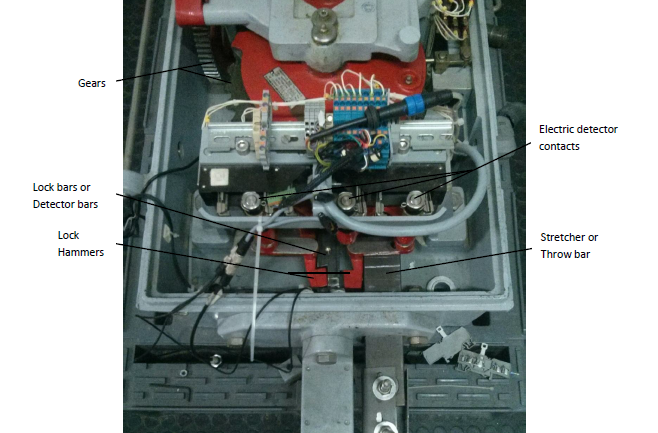 Gears
Electric detector
contacts
Lock bars or
Detector bars
Lock
Hammers
Stretcher or
Throw bar